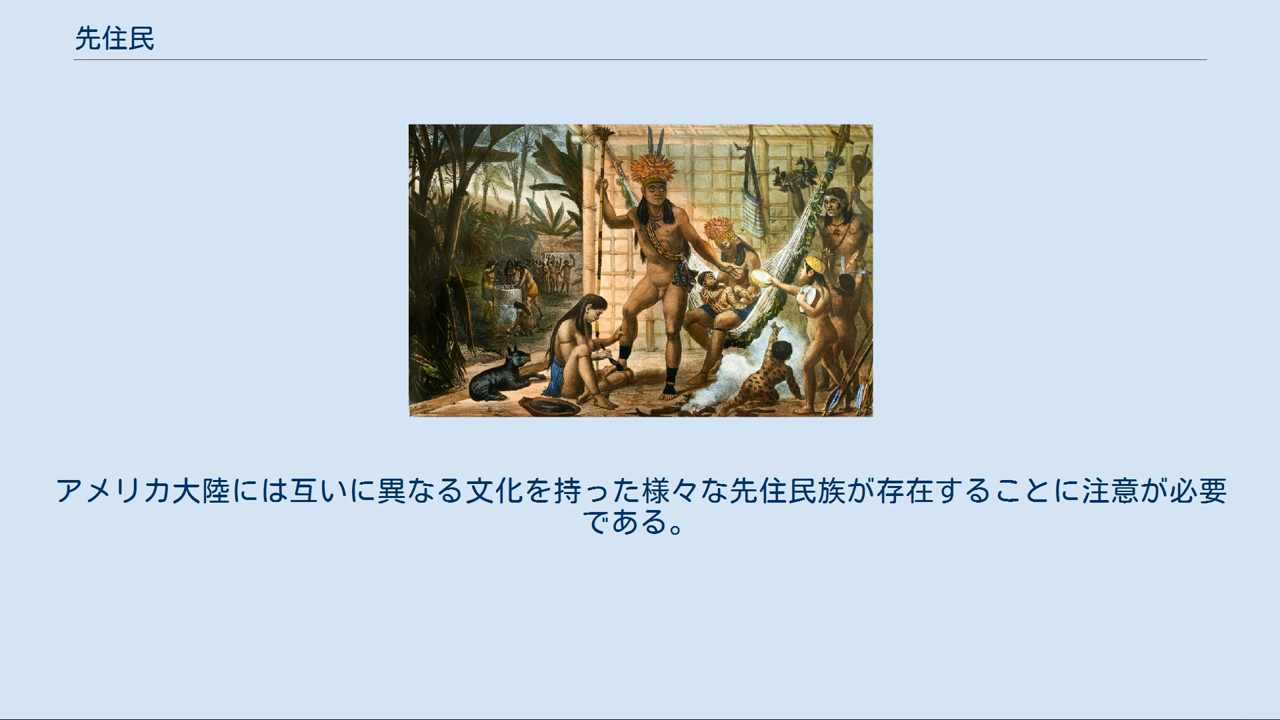 先住民
アメリカ大陸には互いに異なる文化を持った様々な先住民族が存在することに注意が必要
である。